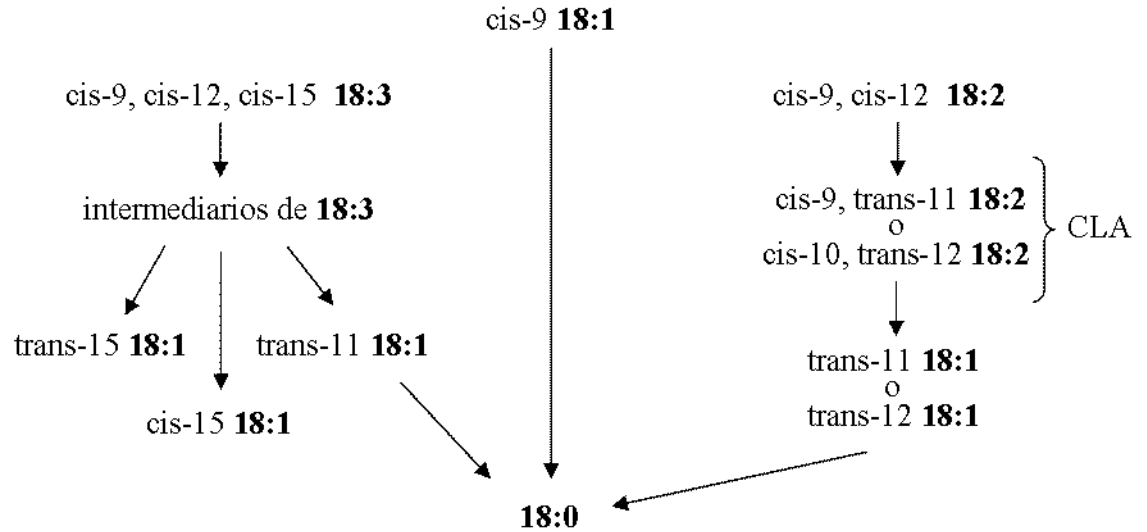 cis-9 18:1
cis-9, cis-12, cis-15 18:3
cis-9, cis-12 18:2
intermediarios de 18:3
cis-9, trans-11 18:2
o
cis-10, trans-12 18:2
CLA
trans-15 18:1
trans-11 18:1
cis-15 18:1
trans-11 18:1
o
trans-12 18:1
18:0